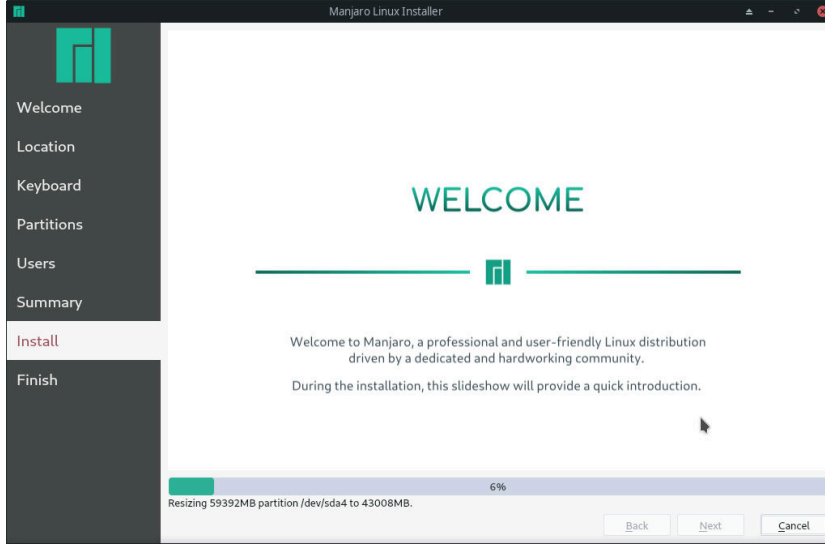 Manjaro Linux Installer
Welcome
Location
Keyboard
Partitions
Users
Summary
Install
Finish
WELCOME
Welcome to Manjaro, a professional and user-friendly Linux distribution
driven by a dedicated and hardworking community.
During the installation, this slideshow will provide a quick introduction.
6%
Resizing 59392MB partition /dev/sda4 to 43008MB.
Back Next Cancel